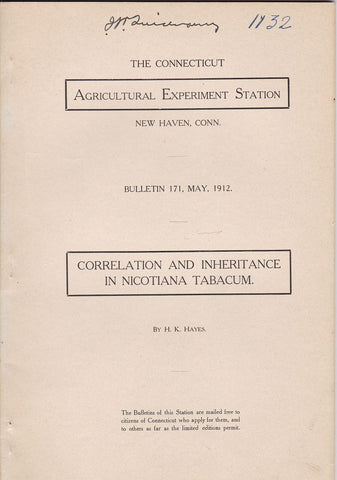 1732
THE CONNECTICUT
AGRICULTURAL EXPERIMENT STATION
NEW HAVEN, CONN.
BULLETIN 171, MAY, 1912.
CORRELATION AND INHERITANCE
IN NICOTIANA TABACUM.
BY H. K. HAYES.
The Bulletins of this Station are mailed free to
citizens of Connecticut who apply for them, and
to others as far as the limited editions permit.